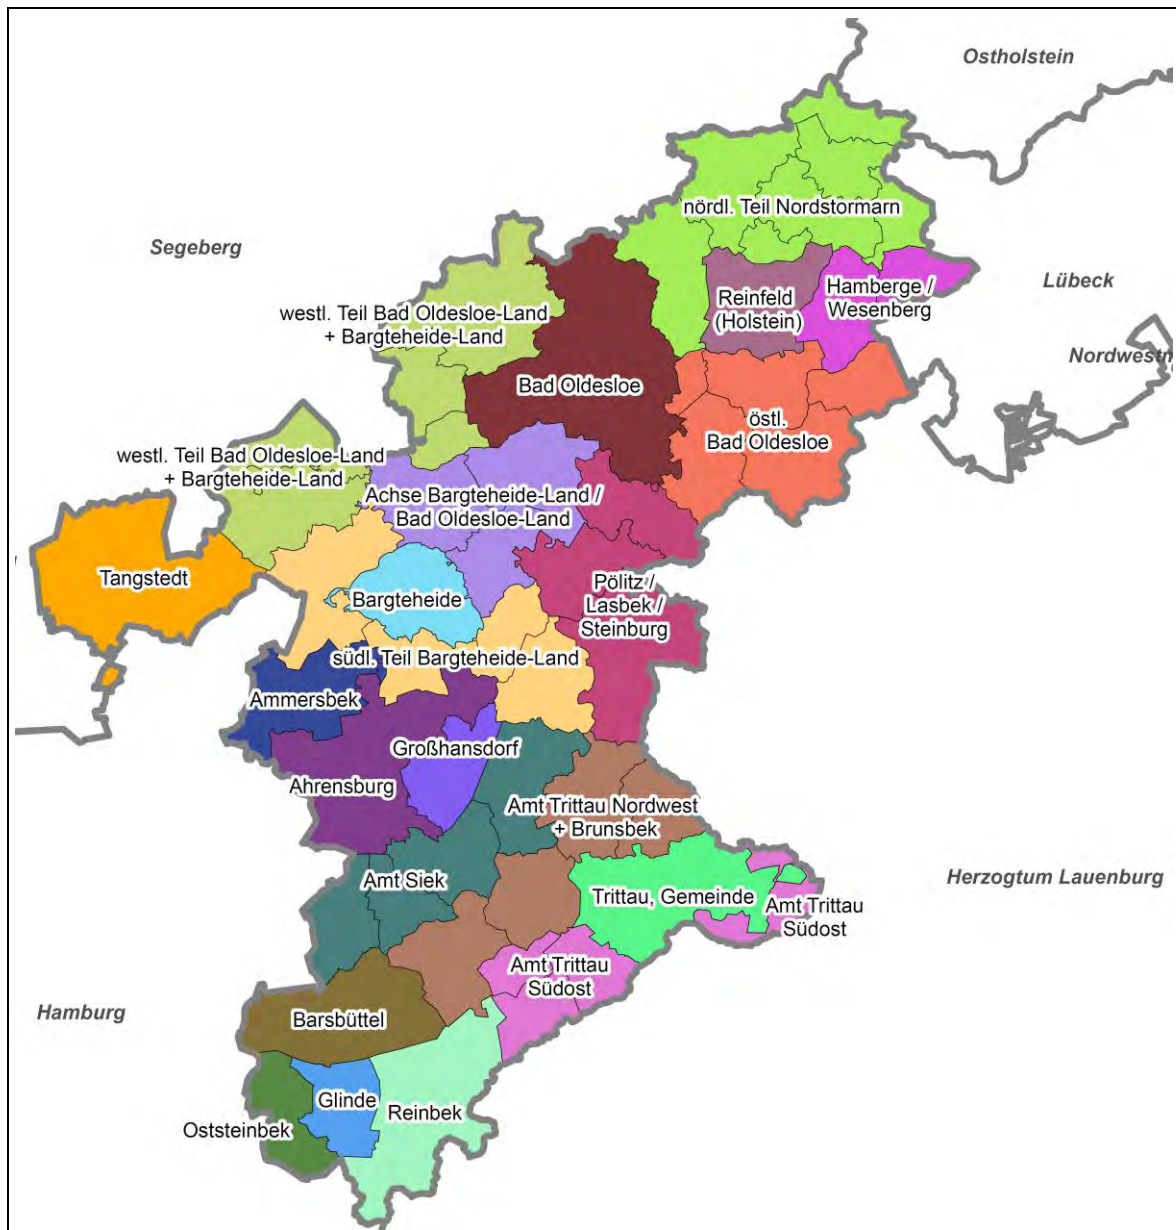 Ostholstein
nördl. Teil Nordstormarn
Segeberg
Lübeck
Hamberge /
Wesenberg
Reinfeld
(Holstein)
westl. Teil Bad Oldesloe-Land
+ Bargteheide-Land
Nordwestm
Bad Oldesloe
östl.
Bad Oldesloe
westl. Teil Bad Oldesloe-Land
+ Bargteheide-Land
Achse Bargteheide-Land /
Bad Oldesloe-Land
Tangstedt
Bargteheide
Pölitz /
Lasbek /
Steinburg
südl. Teil Bargteheide-Land
Ammersbek
Großhansdorf
Ahrensburg
Amt Trittau Nordwest
+ Brunsbek
Amt Siek
Trittau, Gemeinde
Herzogtum Lauenburg
Amt Trittau
Südost
Amt Trittau
Südost
Hamburg
Barsbüttel
Glinde
Reinbek
Oststeinbek